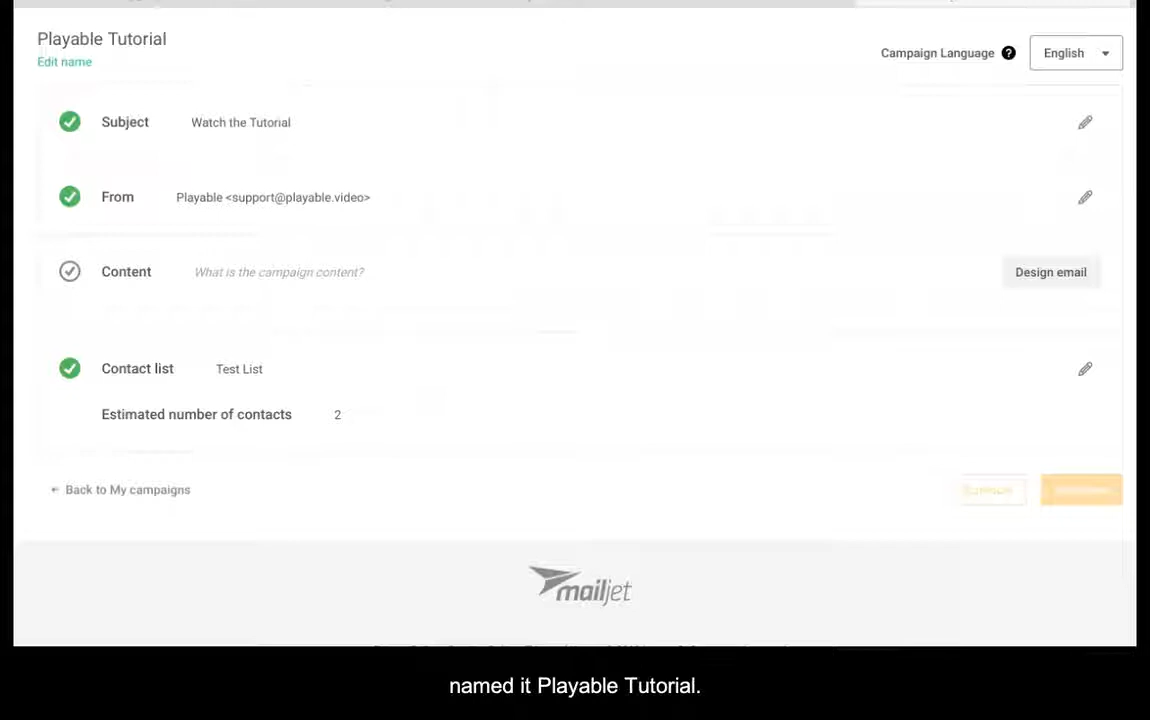 Playable Tutorial
Edit name
Campaign Language ? English
Subject Watch the Tutorial
From Playable <support@playable.video>
Content What is the campaign content? Design email
Contact list Test List
Estimated number of contacts 2
Back to My campaigns
mailjet
named it Playable Tutorial.